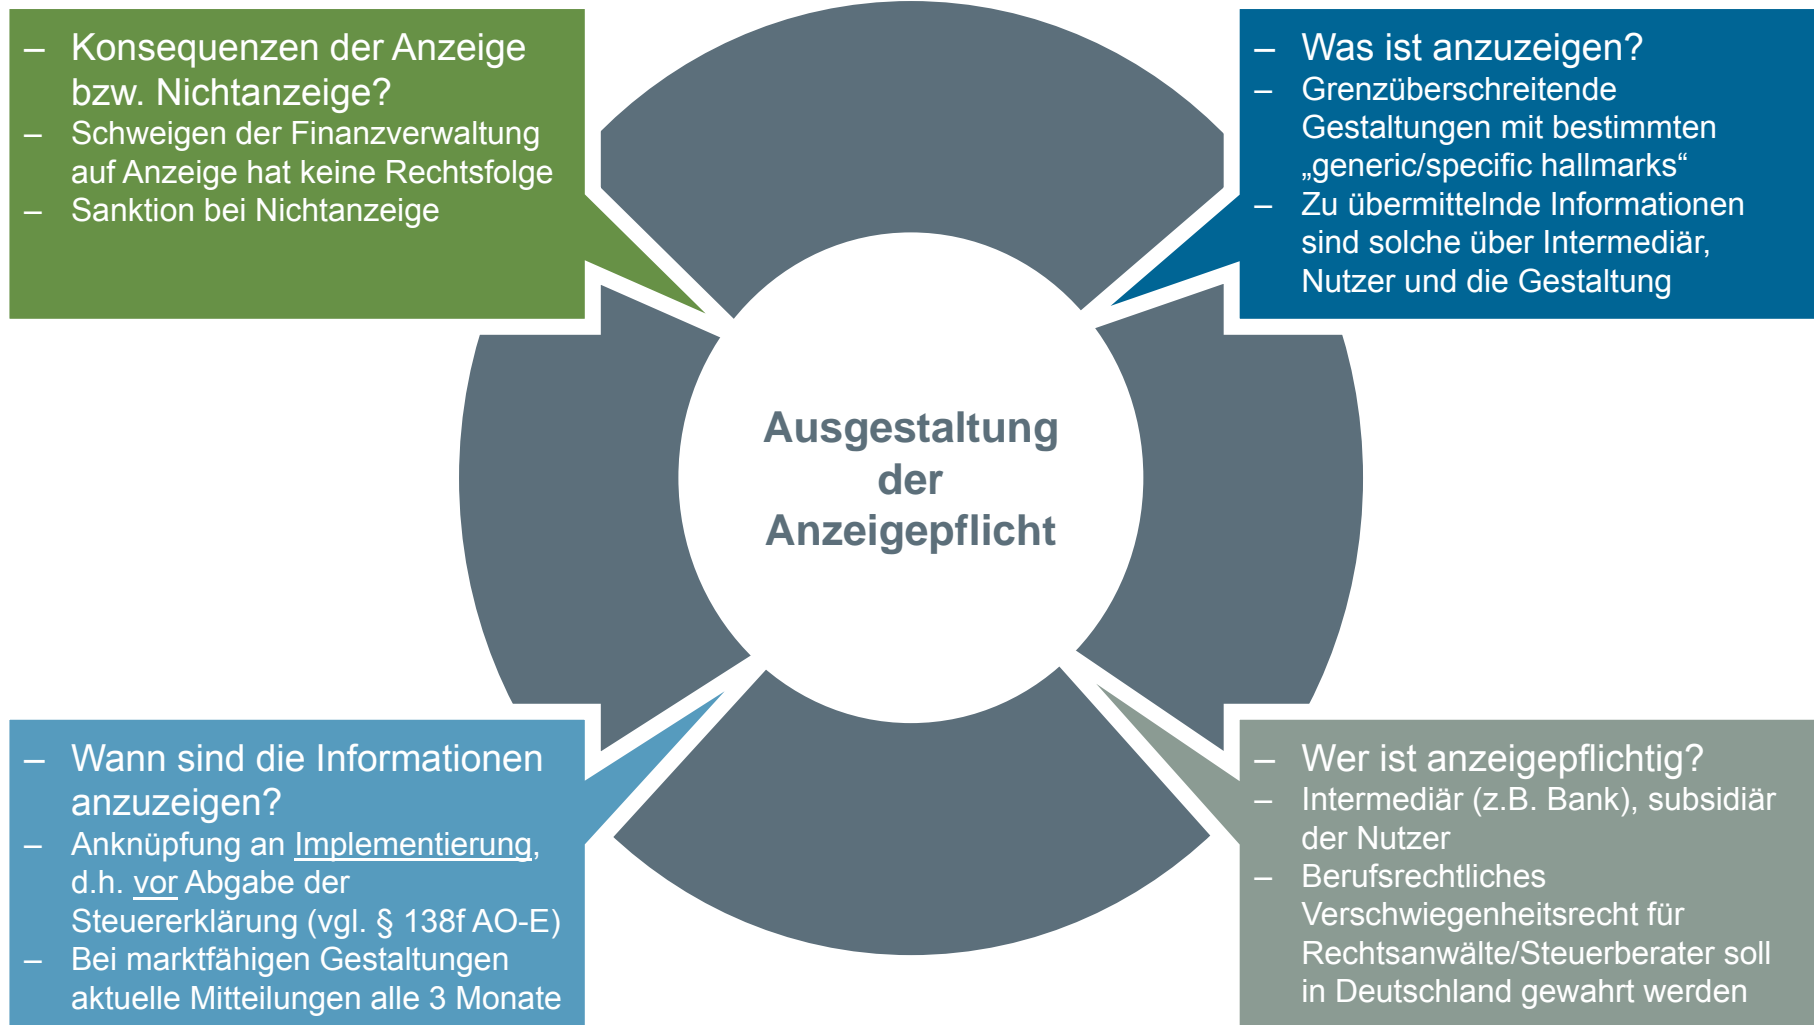 – Konsequenzen der Anzeige
bzw. Nichtanzeige?
– Schweigen der Finanzverwaltung
auf Anzeige hat keine Rechtsfolge
– Sanktion bei Nichtanzeige
– Was ist anzuzeigen?
– Grenzüberschreitende
Gestaltungen mit bestimmten
„generic/specific hallmarks“
– Zu übermittelnde Informationen
sind solche über Intermediär,
Nutzer und die Gestaltung
Ausgestaltung
der
Anzeigepflicht
– Wann sind die Informationen
anzuzeigen?
– Anknüpfung an Implementierung,
d.h. vor Abgabe der
Steuererklärung (vgl. § 138f AO-E)
– Bei marktfähigen Gestaltungen
aktuelle Mitteilungen alle 3 Monate
– Wer ist anzeigepflichtig?
– Intermediär (z.B. Bank), subsidiär
der Nutzer
– Berufsrechtliches
Verschwiegenheitsrecht für
Rechtsanwälte/Steuerberater soll
in Deutschland gewahrt werden